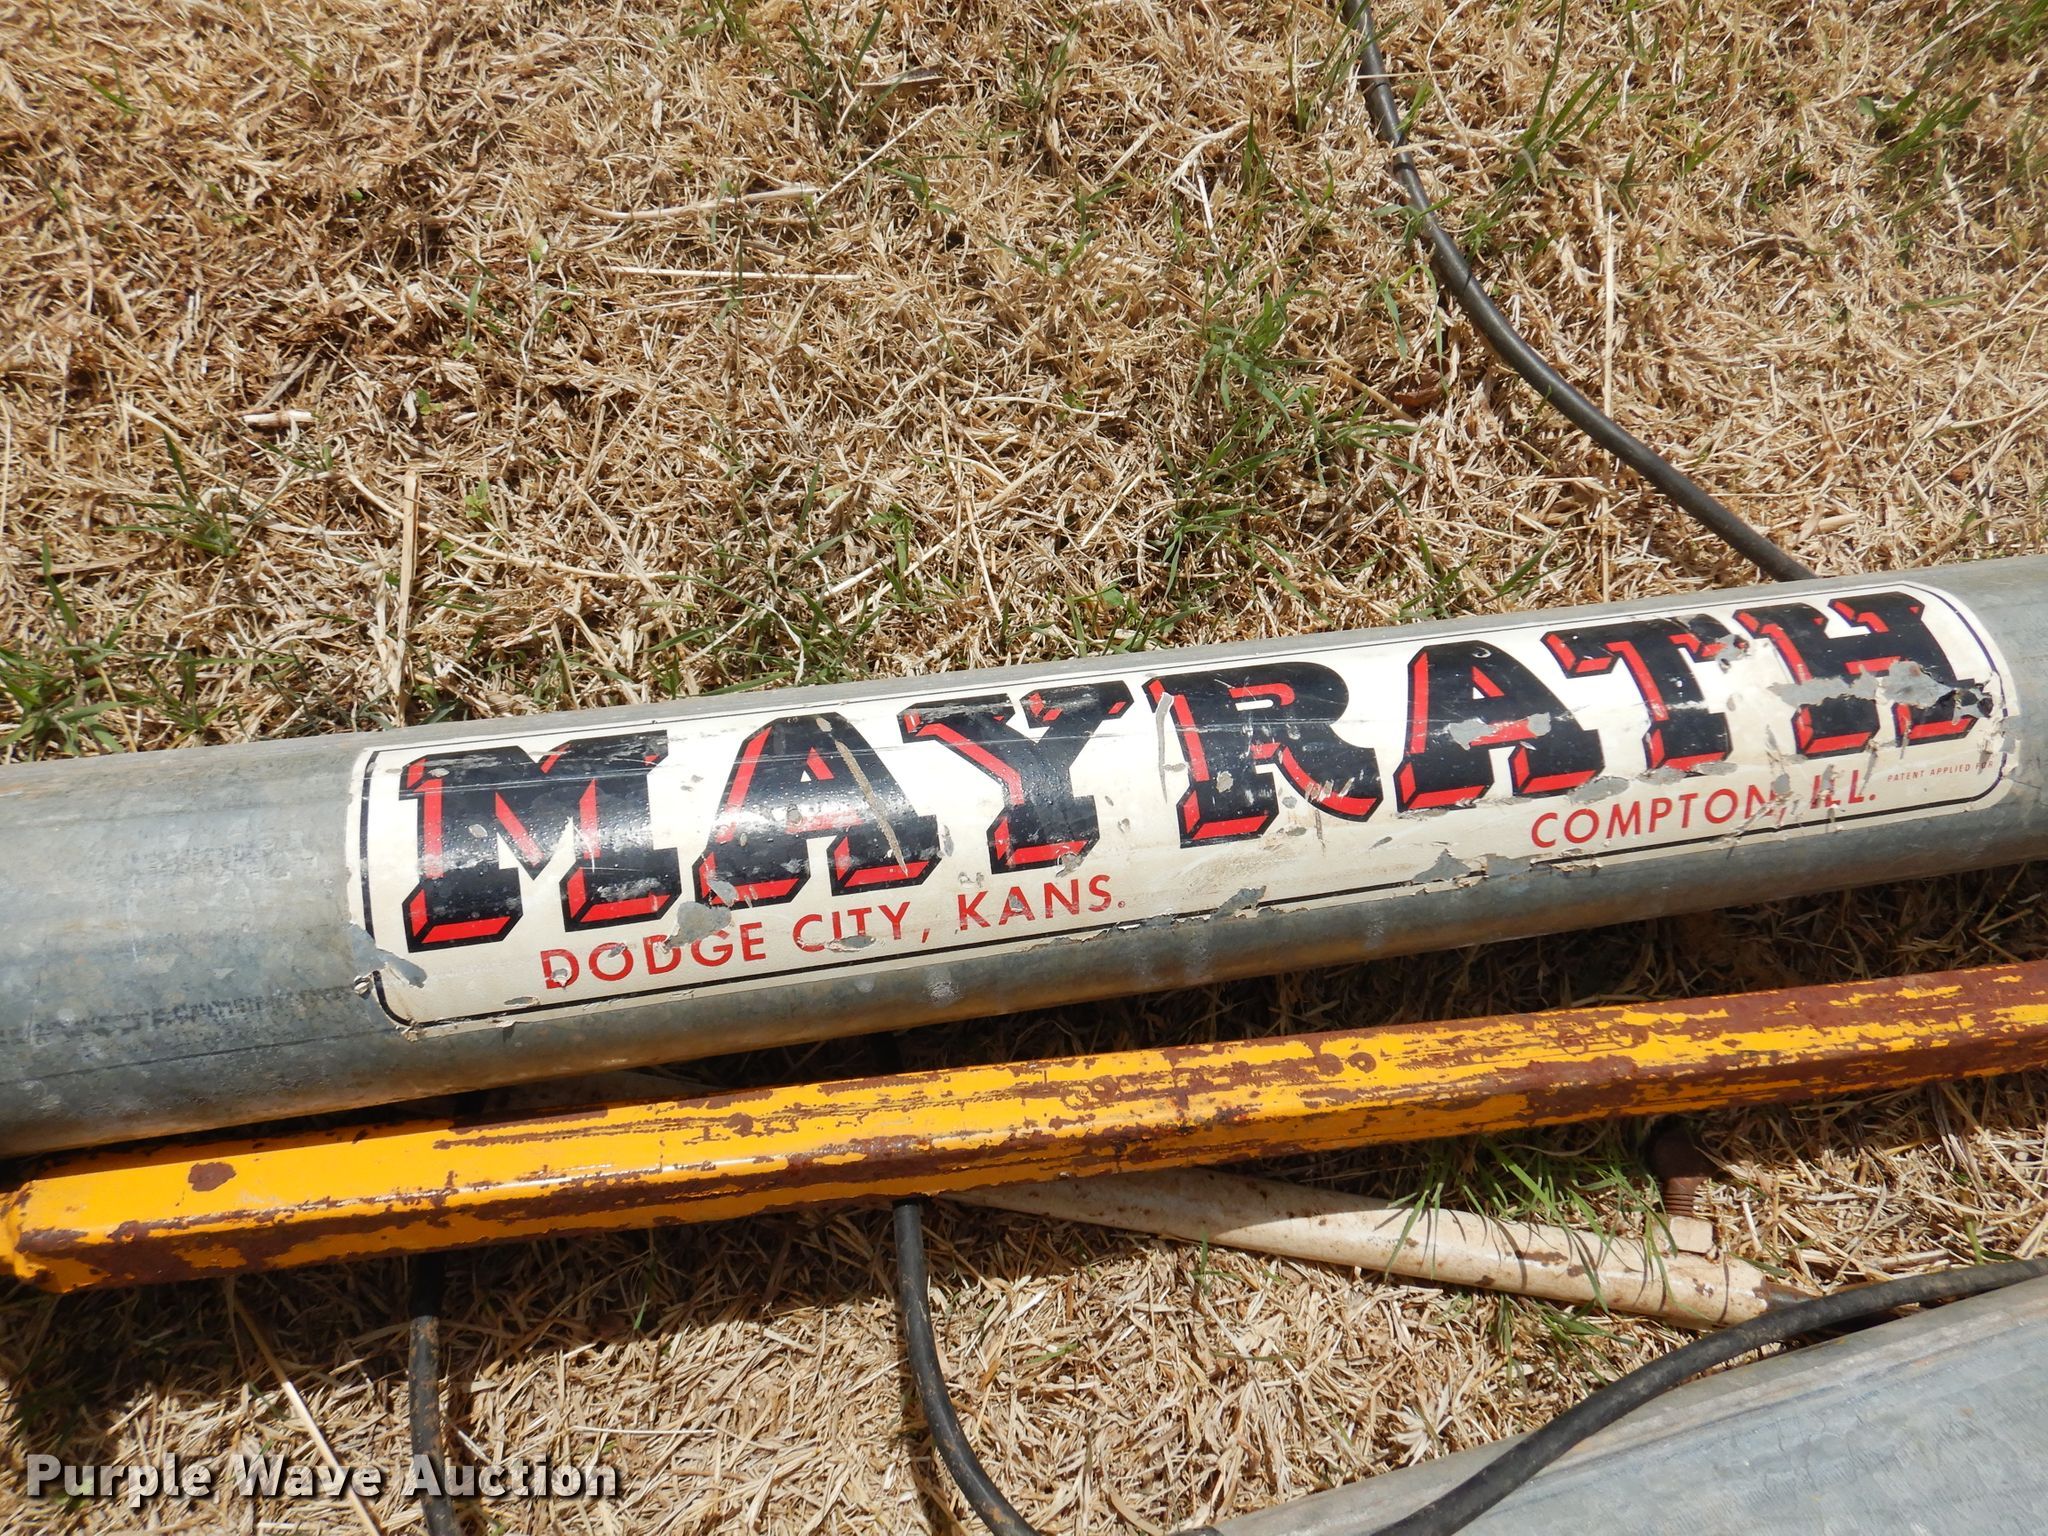 MAYRATH
DODGE CITY, KANS.
COMPTON, ILL.
PATENT APPLIED FOR
Purple Wave Auction